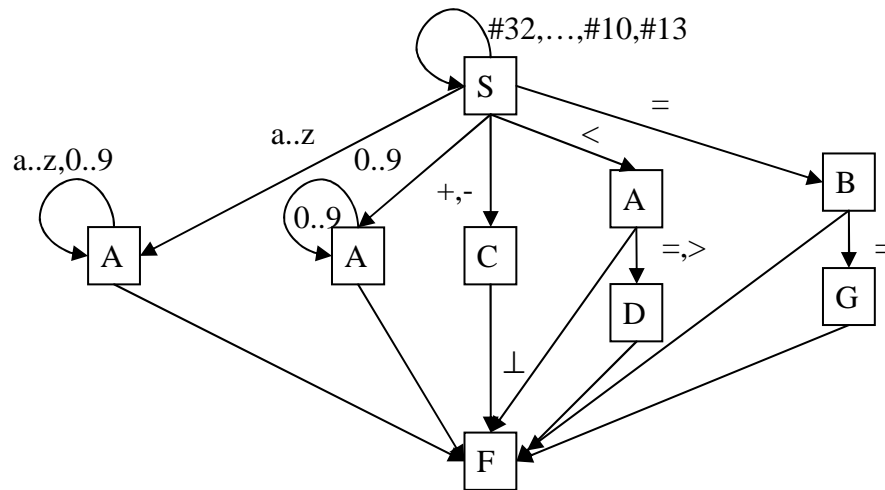 #32,…,#10,#13
S
=
a..z
<
a..z,0..9
0..9
B
+,-
A
0..9
A
A
C
=,>
=
G
D
⊥
F